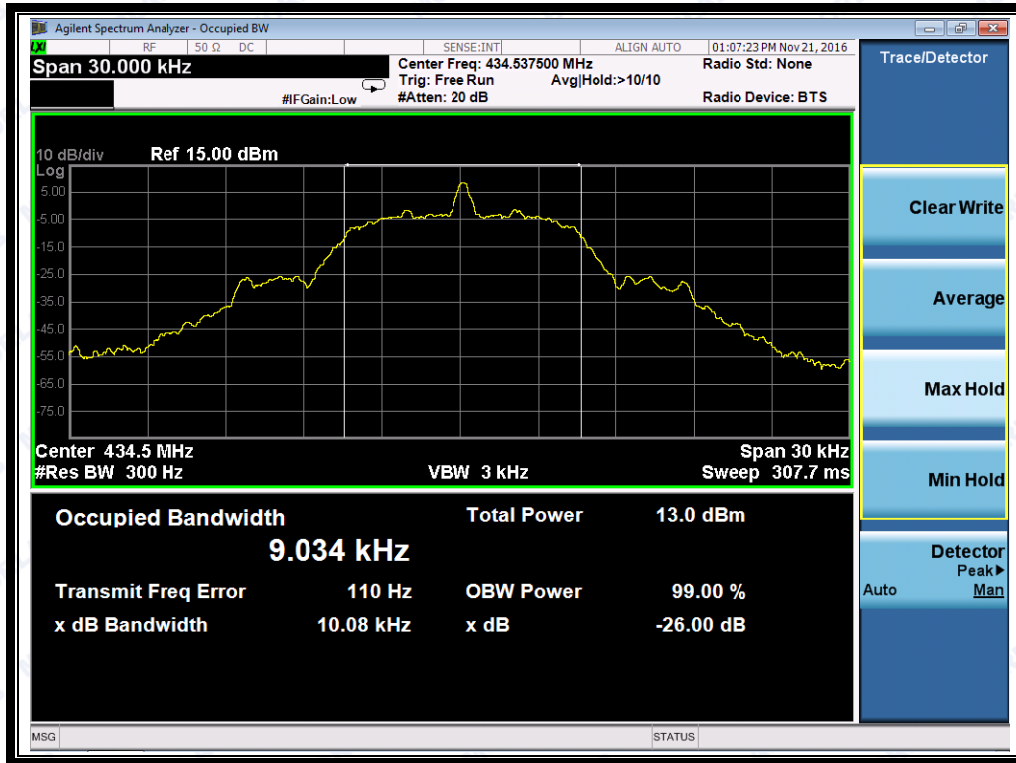 Agilent Spectrum Analyzer - Occupied BW
LXI RF 50 Ω DC SENSE:INT ALIGN AUTO 01:07:23 PM Nov 21, 2016
Span 30.000 kHz
Center Freq: 434.537500 MHz
Radio Std: None
Trig: Free Run Avg|Hold:>10/10
#IFGain:Low
#Atten: 20 dB
Radio Device: BTS
10 dB/div Ref 15.00 dBm
Log
5.00
-5.00
-15.0
-25.0
-35.0
-45.0
-55.0
-65.0
-75.0
Center 434.5 MHz Span 30 kHz
#Res BW 300 Hz VBW 3 kHz Sweep 307.7 ms
Occupied Bandwidth Total Power 13.0 dBm
9.034 kHz
Transmit Freq Error 110 Hz OBW Power 99.00 %
x dB Bandwidth 10.08 kHz x dB -26.00 dB
MSG STATUS
Trace/Detector
Clear Write
Average
Max Hold
Min Hold
Detector
Peak▶
Auto Man